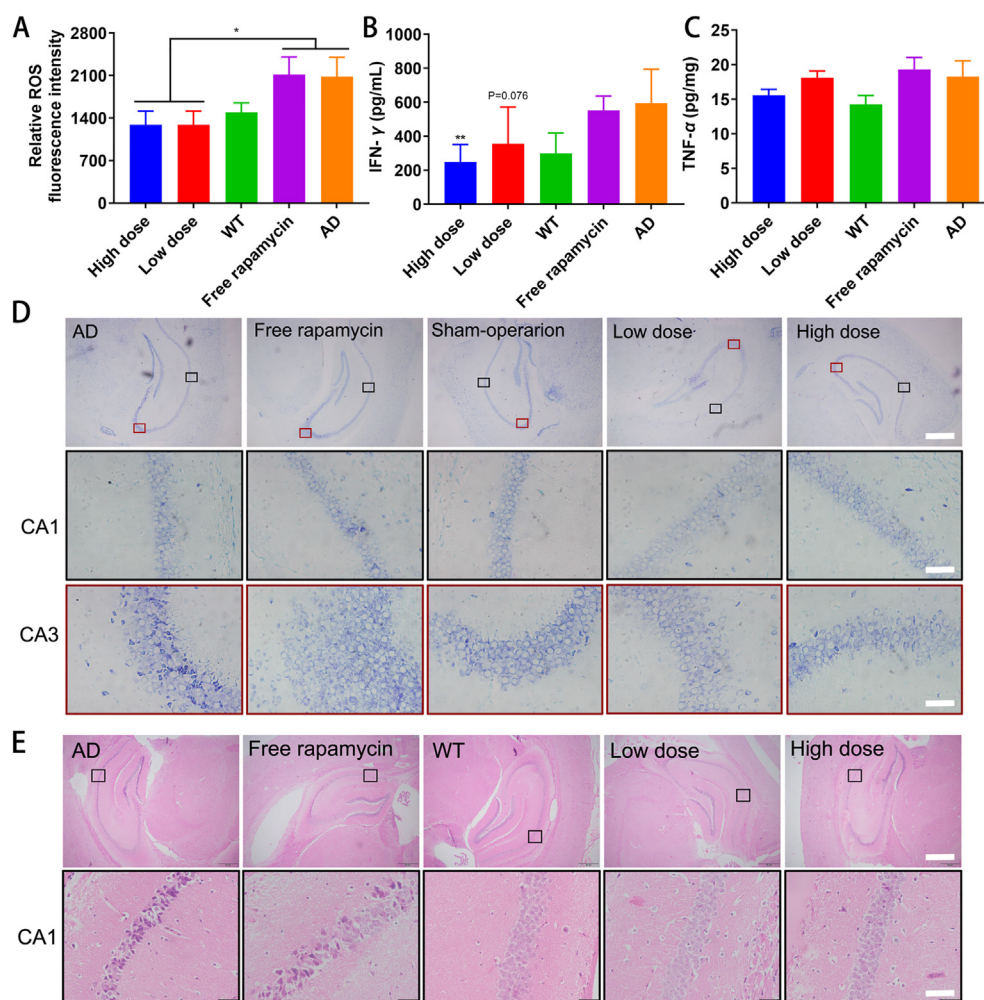 A
Relative ROS
fluorescence intensity
2800
2100
1400
700
0
*
High dose
Low dose
WT
Free rapamycin
AD
B
IFN- γ (pg/mL)
1000
800
600
400
200
0
**
P=0.076
High dose
Low dose
WT
Free rapamycin
AD
C
TNF-α (pg/mg)
25
20
15
10
5
0
High dose
Low dose
WT
Free rapamycin
AD
D
AD
Free rapamycin
Sham-operarion
Low dose
High dose
CA1
CA3
E
AD
Free rapamycin
WT
Low dose
High dose
CA1